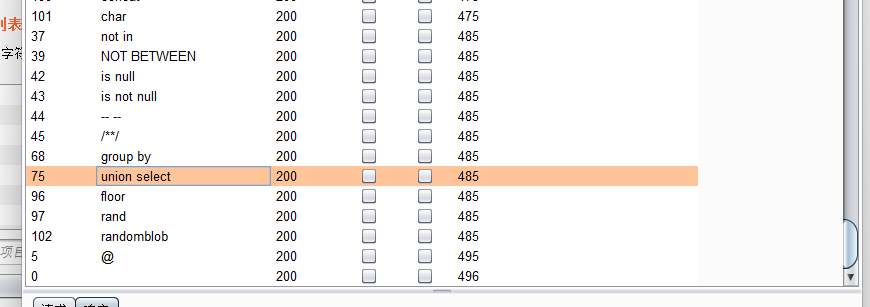 101 char 200 475
37 not in 200 485
39 NOT BETWEEN 200 485
42 is null 200 485
43 is not null 200 485
44 -- -- 200 485
45 /**/ 200 485
68 group by 200 485
75 union select 200 485
96 floor 200 485
97 rand 200 485
102 randomblob 200 485
5 @ 200 495
0 200 496
列表
字符
项目